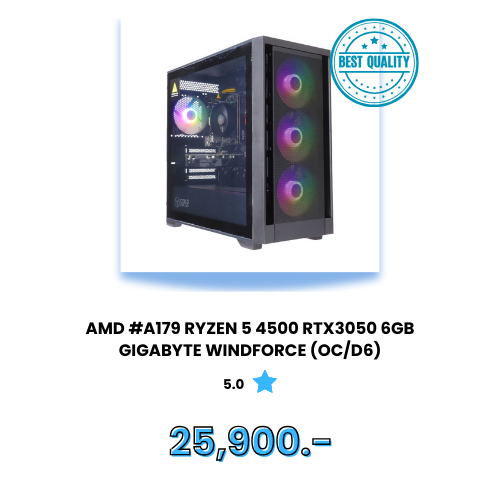 BEST QUALITY
AMD #A179 RYZEN 5 4500 RTX3050 6GB
GIGABYTE WINDFORCE (OC/D6)
5.0
25,900.-